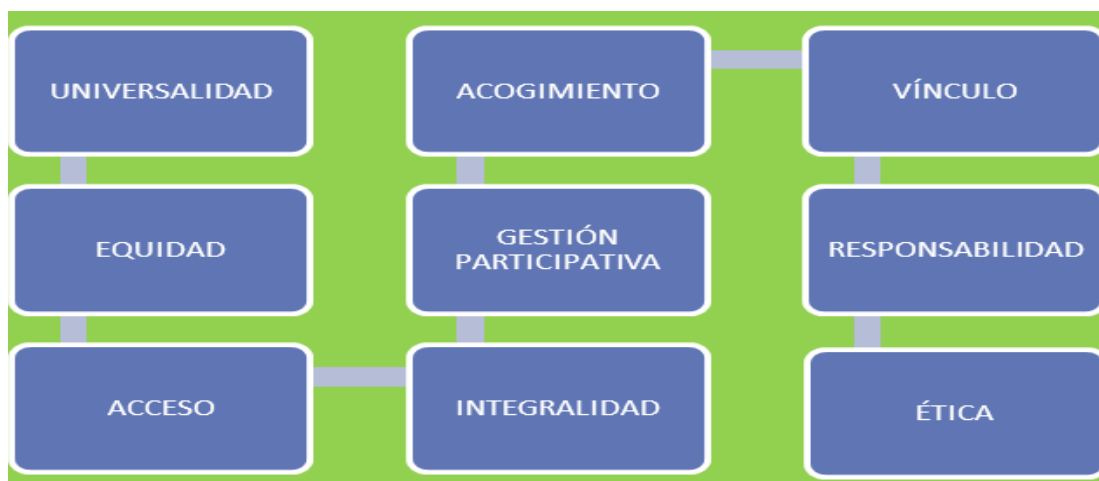 UNIVERSALIDAD
EQUIDAD
ACCESO
INTEGRALIDAD
GESTIÓN
PARTICIPATIVA
ACOGIMIENTO
VÍNCULO
RESPONSABILIDAD
ÉTICA